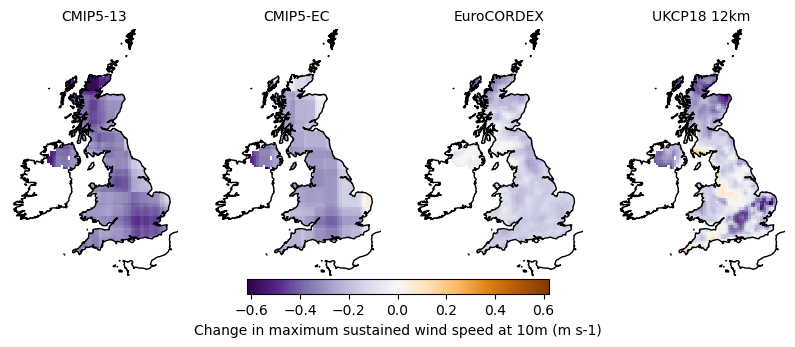 CMIP5-13 CMIP5-EC EuroCORDEX UKCP18 12km
−0.6 −0.4 −0.2 0.0 0.2 0.4 0.6
Change in maximum sustained wind speed at 10m (m s-1)